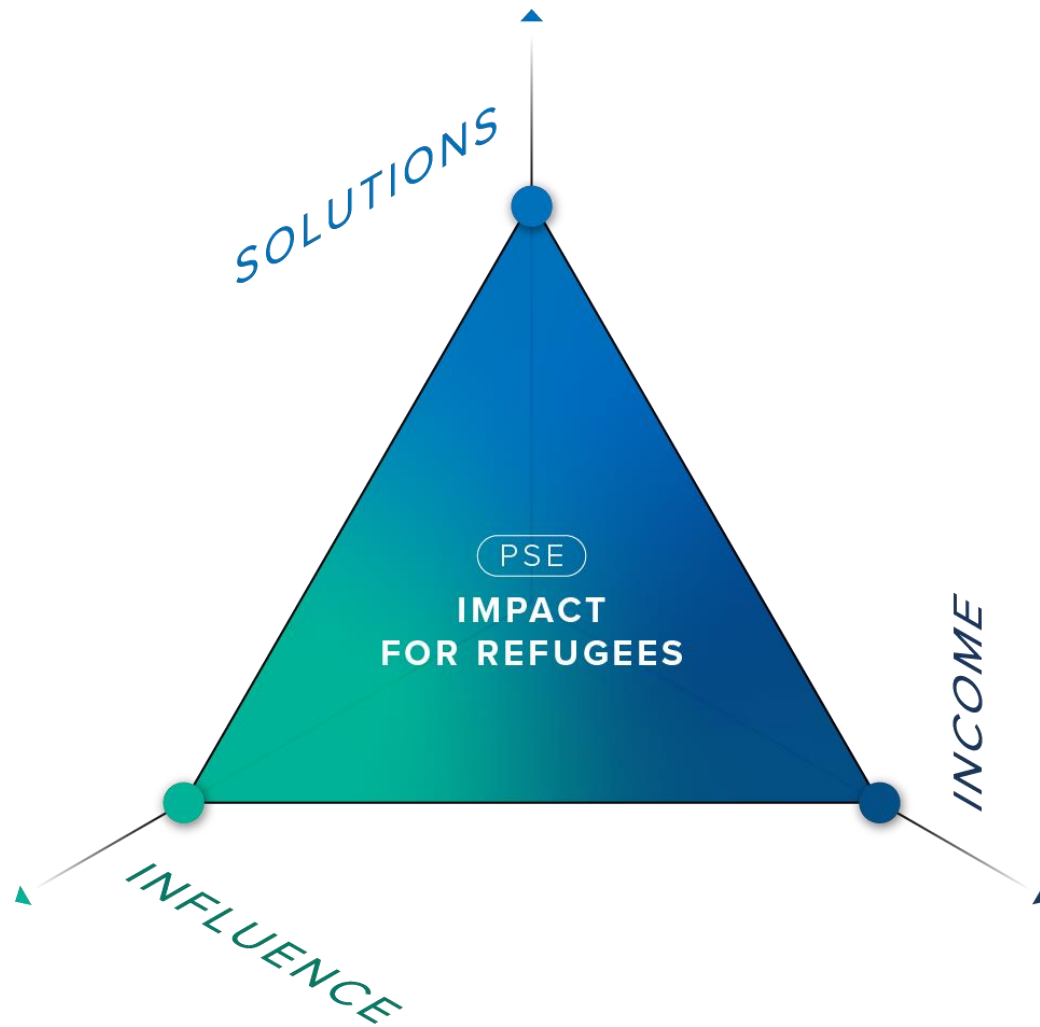 SOLUTIONS
PSE
IMPACT
FOR REFUGEES
INCOME
INFLUENCE